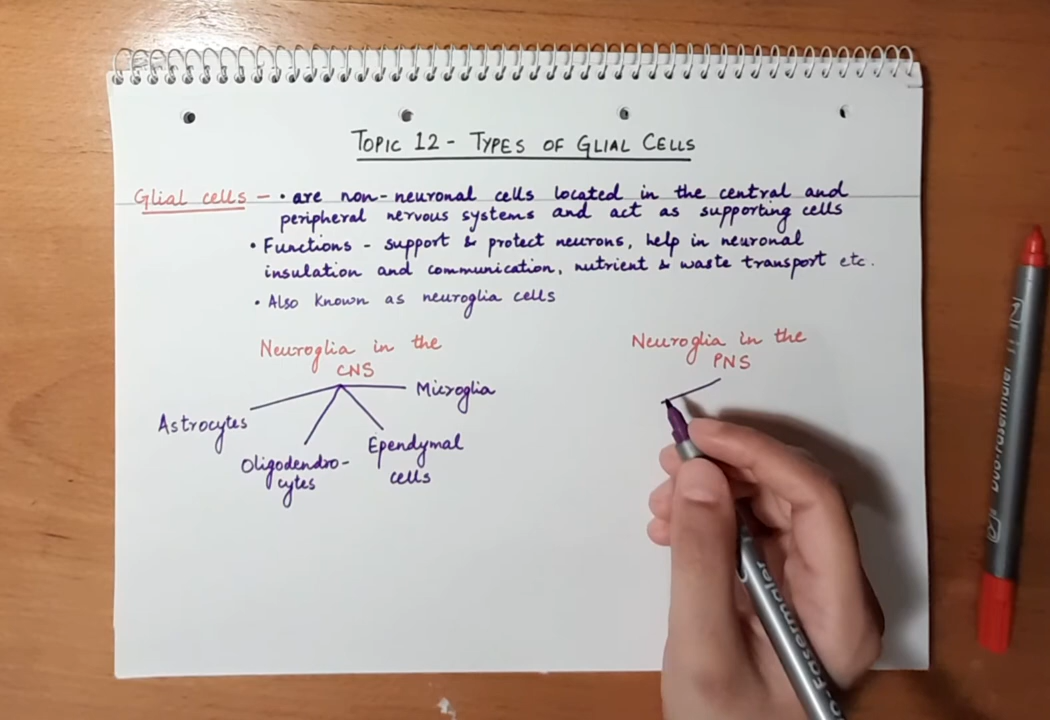 TOPIC 12 - TYPES OF GLIAL CELLS
Glial cells - • are non-neuronal cells located in the central and
peripheral nervous systems and act as supporting cells
• Functions - support & protect neurons, help in neuronal
insulation and communication, nutrient & waste transport etc.
• Also known as neuroglia cells
Neuroglia in the
CNS
Astrocytes
Oligodendro-
cytes
Ependymal
cells
Microglia
Neuroglia in the
PNS